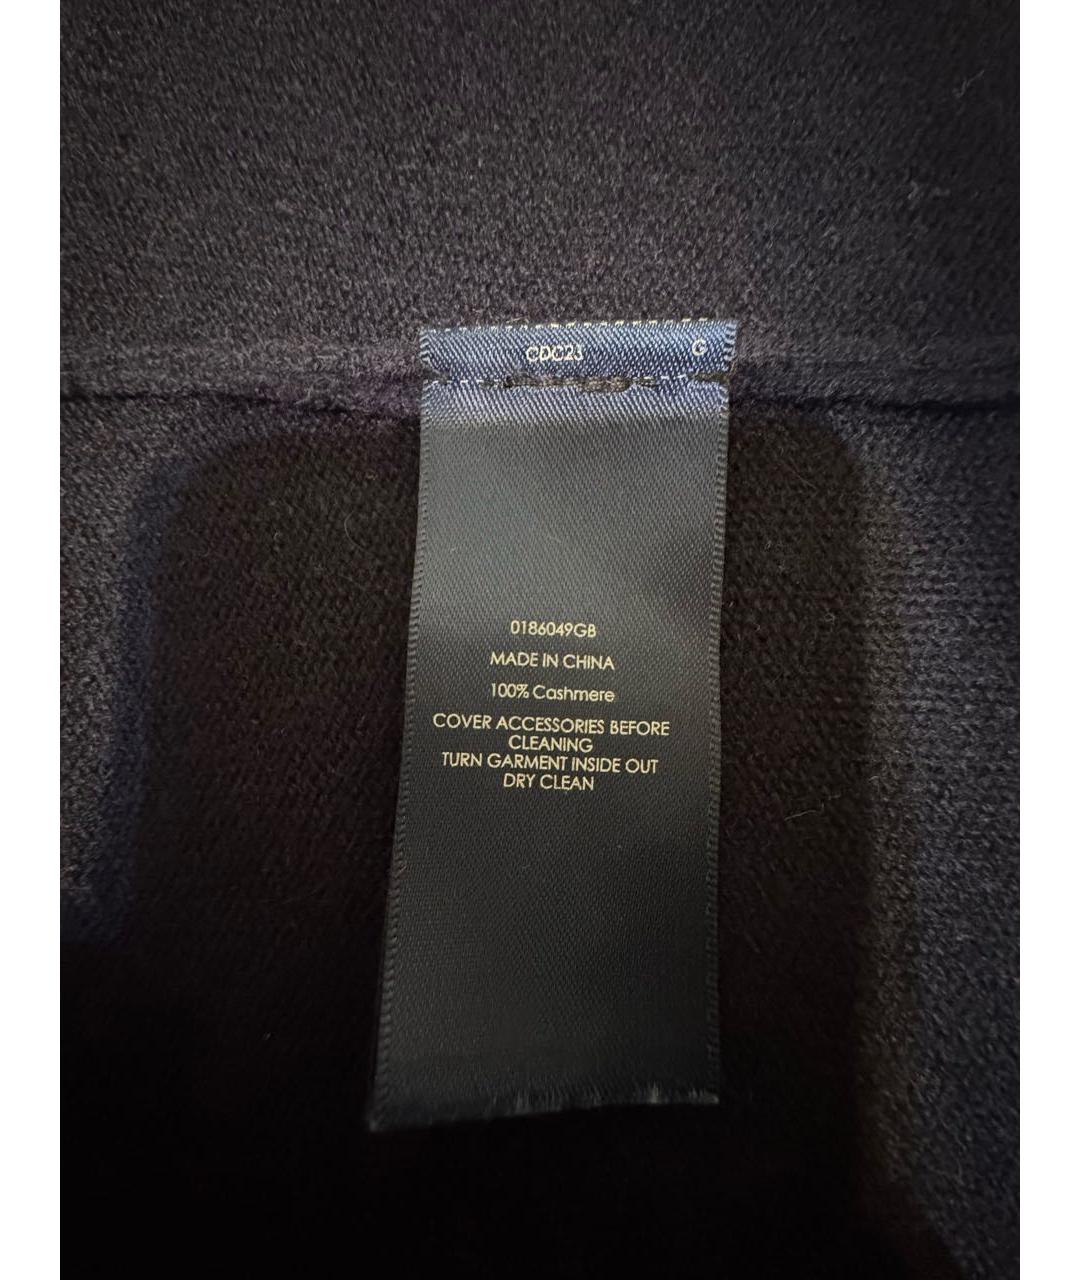 CDC23 G
0186049GB
MADE IN CHINA
100% Cashmere
COVER ACCESSORIES BEFORE
CLEANING
TURN GARMENT INSIDE OUT
DRY CLEAN